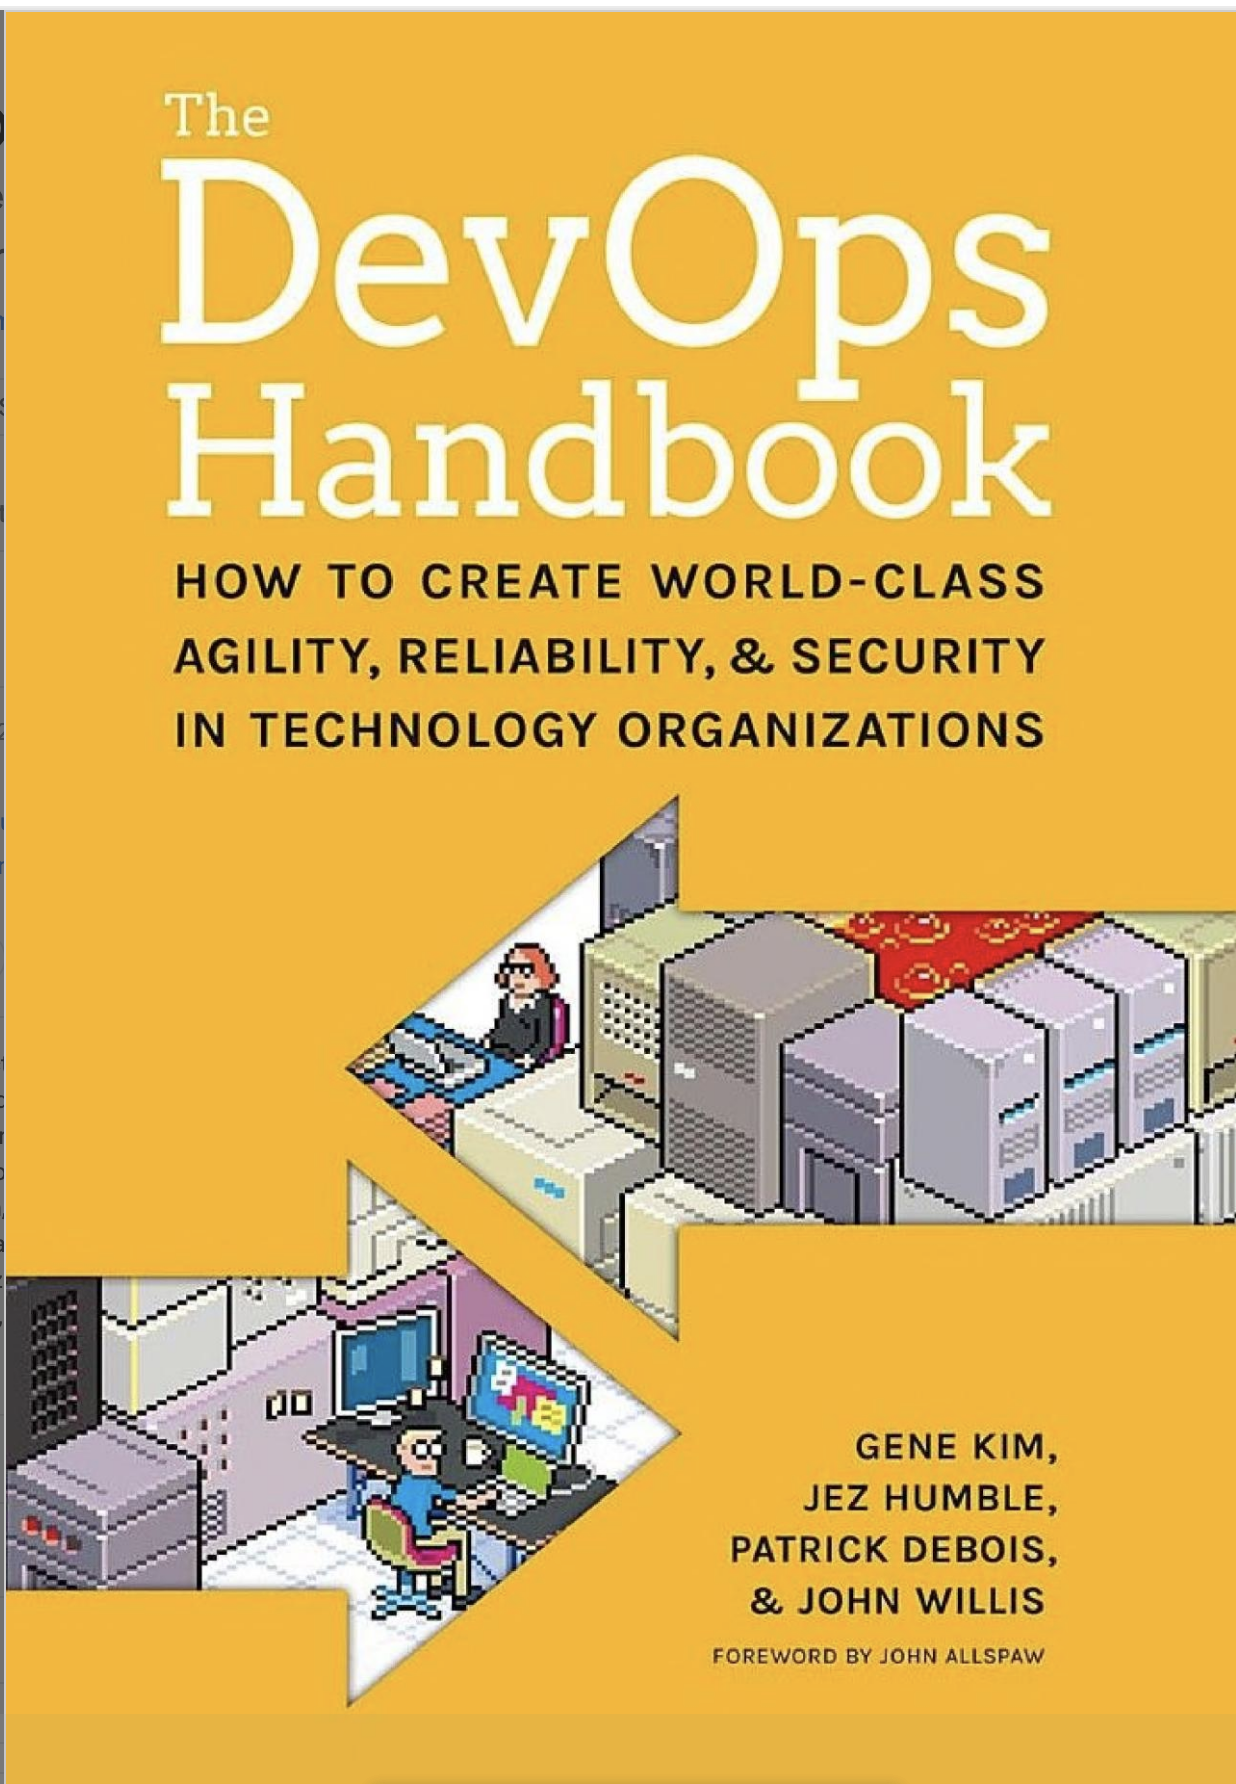 The
DevOps
Handbook
HOW TO CREATE WORLD-CLASS
AGILITY, RELIABILITY, & SECURITY
IN TECHNOLOGY ORGANIZATIONS
GENE KIM,
JEZ HUMBLE,
PATRICK DEBOIS,
& JOHN WILLIS
FOREWORD BY JOHN ALLSPAW